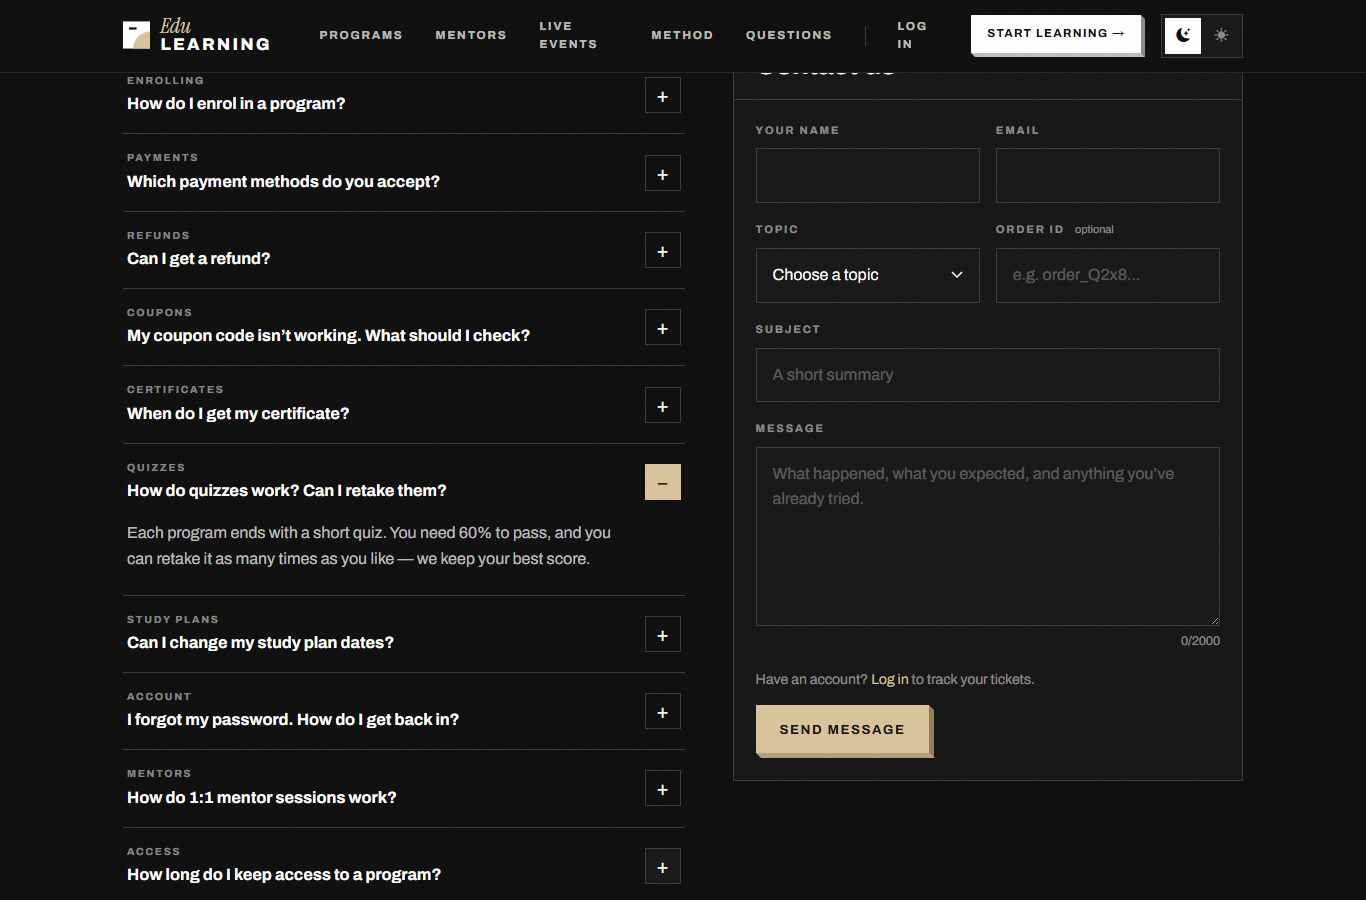 Edu
LEARNING
PROGRAMS
MENTORS
LIVE
EVENTS
METHOD
QUESTIONS
LOG
IN
START LEARNING →
ENROLLING
How do I enrol in a program?
+
PAYMENTS
Which payment methods do you accept?
+
REFUNDS
Can I get a refund?
+
COUPONS
My coupon code isn’t working. What should I check?
+
CERTIFICATES
When do I get my certificate?
+
QUIZZES
How do quizzes work? Can I retake them?
–
Each program ends with a short quiz. You need 60% to pass, and you
can retake it as many times as you like — we keep your best score.
STUDY PLANS
Can I change my study plan dates?
+
ACCOUNT
I forgot my password. How do I get back in?
+
MENTORS
How do 1:1 mentor sessions work?
+
ACCESS
How long do I keep access to a program?
+
Contact us
YOUR NAME
EMAIL
TOPIC
ORDER ID optional
Choose a topic
e.g. order_Q2x8...
SUBJECT
A short summary
MESSAGE
What happened, what you expected, and anything you’ve
already tried.
0/2000
Have an account? Log in to track your tickets.
SEND MESSAGE